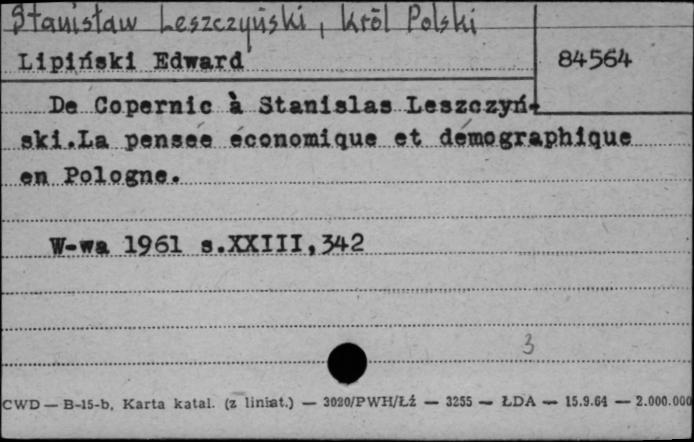 Stanisław Leszczyński, Król Polski
Lipiński Edward
84564
De Copernic à Stanislas Leszczyń-
ski.La penseé économique et démographique
en Pologne.
W-wa 1961 s.XXIII,342
3
CWD — B-15-b, Karta katal. (z liniat.) — 3020/PWH/Łź — 3255 — ŁDA — 15.9.64 — 2.000.000